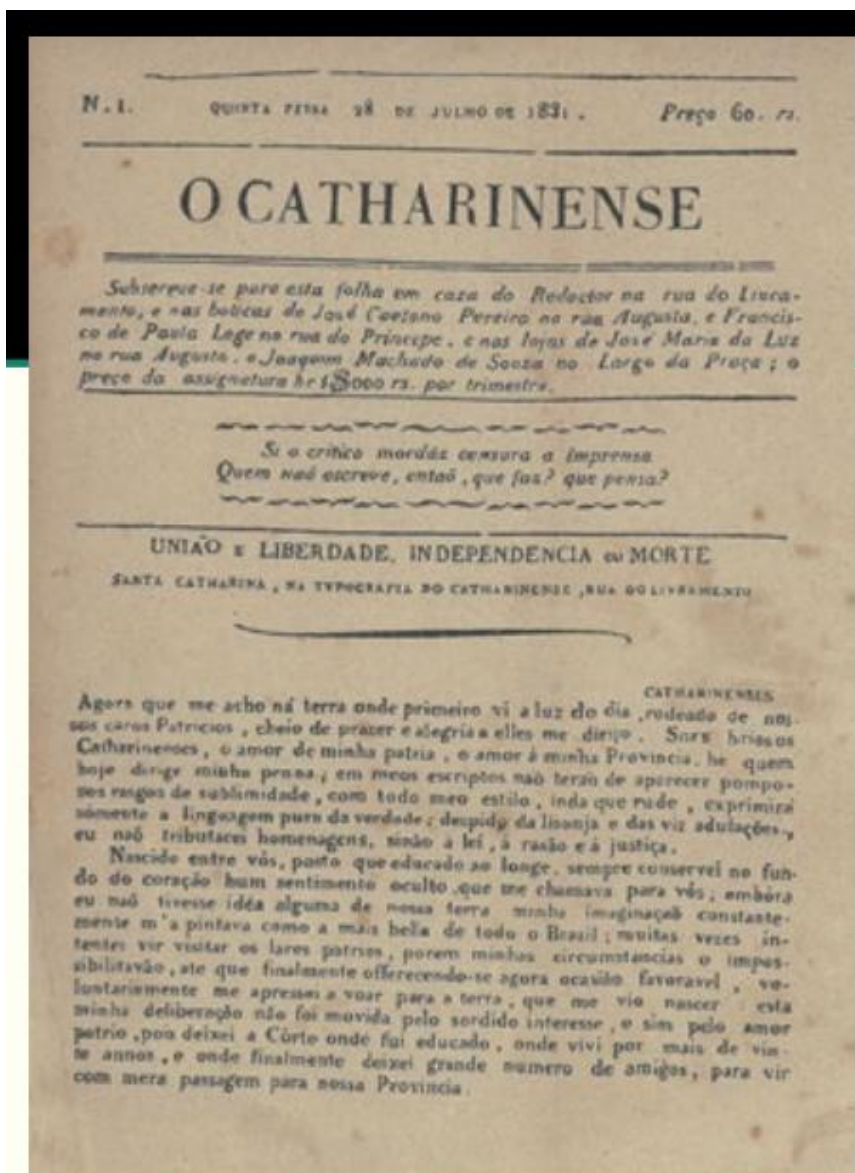 N. 1. QUINTA FEIRA 28 DE JULHO DE 1831. Preço 60. rs.
O CATHARINENSE
Subscreve-se para esta folha em caza do Redactor na rua do Livra-
mento, e nas boticas de José Caetano Pereira na rua Augusta, e Francis-
co de Paula Lage na rua do Principe, e nas lojas de José Maria da Luz
na rua Augusta, e Joaquim Machado de Souza no Largo da Praça; o
preço da assignatura he 1$000 rs. por trimestre.
Si o critico mordáz censura a imprensa
Quem naõ escreve, entaõ, que faz? que pensa?
UNIAÕ E LIBERDADE, INDEPENDENCIA OU MORTE
SANTA CATHARINA, NA TYPOGRAFIA DO CATHARINENSE, RUA DO LIVRAMENTO
CATHARINENSES
Agora que me acho ná terra onde primeiro vi a luz do dia, rodeado de nos-
sos caros Patricios, cheio de prazer e alegria a elles me dirijo. Snrs briosos
Catharinenses, o amor de minha patria, o amor á minha Provincia, he quem
hoje dirige minha penna; em meos escriptos naõ teraõ de aparecer pompo-
sos rasgos de sublimidade, com todo meo estilo, inda que rude, exprimirá
sómente a linguagem pura da verdade; despido da lisonja e das viz adulações,
eu naõ tributarei homenagens, sinão á lei, á rasão e á justiça.
Nascido entre vós, posto que educado ao longe, sempre conservei no fun-
do do coração hum sentimento oculto, que me chamava para vós, embóra
eu naõ tivesse idéa alguma de nossa terra minha imaginaçaõ constante-
mente m'a pintava como a mais bella de todo o Brasil; muitas vezes in-
tentei vir visitar os lares patrios, porem minhas circumstancias o impos-
sibilitavão, ate que finalmente offerecendo-se agora ocasião favoravel, vo-
luntariamente me apressei a voar para a terra, que me vio nascer esta
minha deliberação não foi movida pelo sordido interesse, e sim pelo amor
patrio, pois deixei a Côrte onde fui educado, onde vivi por mais de vin-
te annos, e onde finalmente deixei grande numero de amigos, para vir
com mera passagem para nossa Provincia.